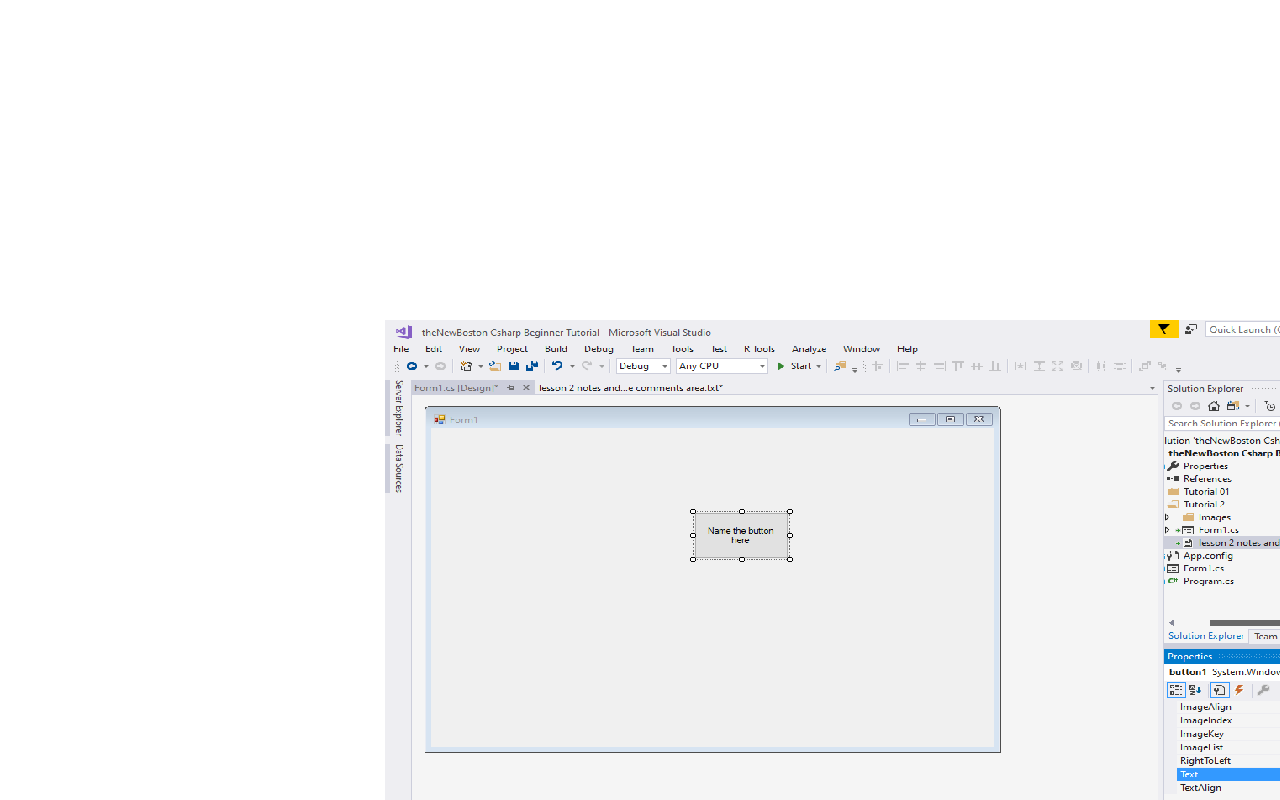 theNewBoston Csharp Beginner Tutorial - Microsoft Visual Studio
Quick Launch (
File Edit View Project Build Debug Team Tools Test R Tools Analyze Window Help
Debug Any CPU Start
Form1.cs [Design]* lesson 2 notes and...e comments area.txt*
Server Explorer
Data Sources
Form1
Name the button
here
Solution Explorer
Search Solution Explorer (
lution 'theNewBoston Csh
theNewBoston Csharp B
Properties
References
Tutorial 01
Tutorial 2
images
Form1.cs
lesson 2 notes and
App.config
Form1.cs
C# Program.cs
Solution Explorer Team
Properties
button1 System.Window
ImageAlign
ImageIndex
ImageKey
ImageList
RightToLeft
Text
TextAlign